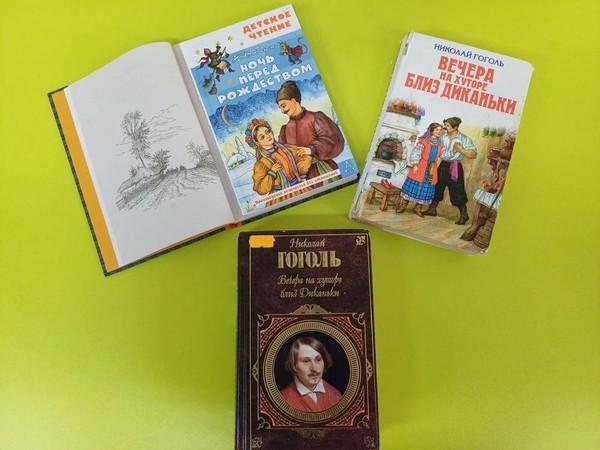 ДЕТСКОЕ
ЧТЕНИЕ
НОЧЬ
ПЕРЕД
РОЖДЕСТВОМ
НИКОЛАЙ ГОГОЛЬ
ВЕЧЕРА
НА ХУТОРЕ
БЛИЗ ДИКАНЬКИ
Николай
ГОГОЛЬ
Вечера на хуторе
близ Диканьки